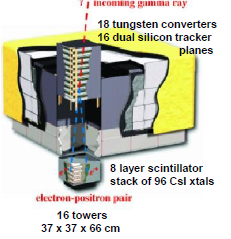 incoming gamma ray
18 tungsten converters
16 dual silicon tracker
planes
8 layer scintillator
stack of 96 CsI xtals
electron-positron pair
16 towers
37 x 37 x 66 cm